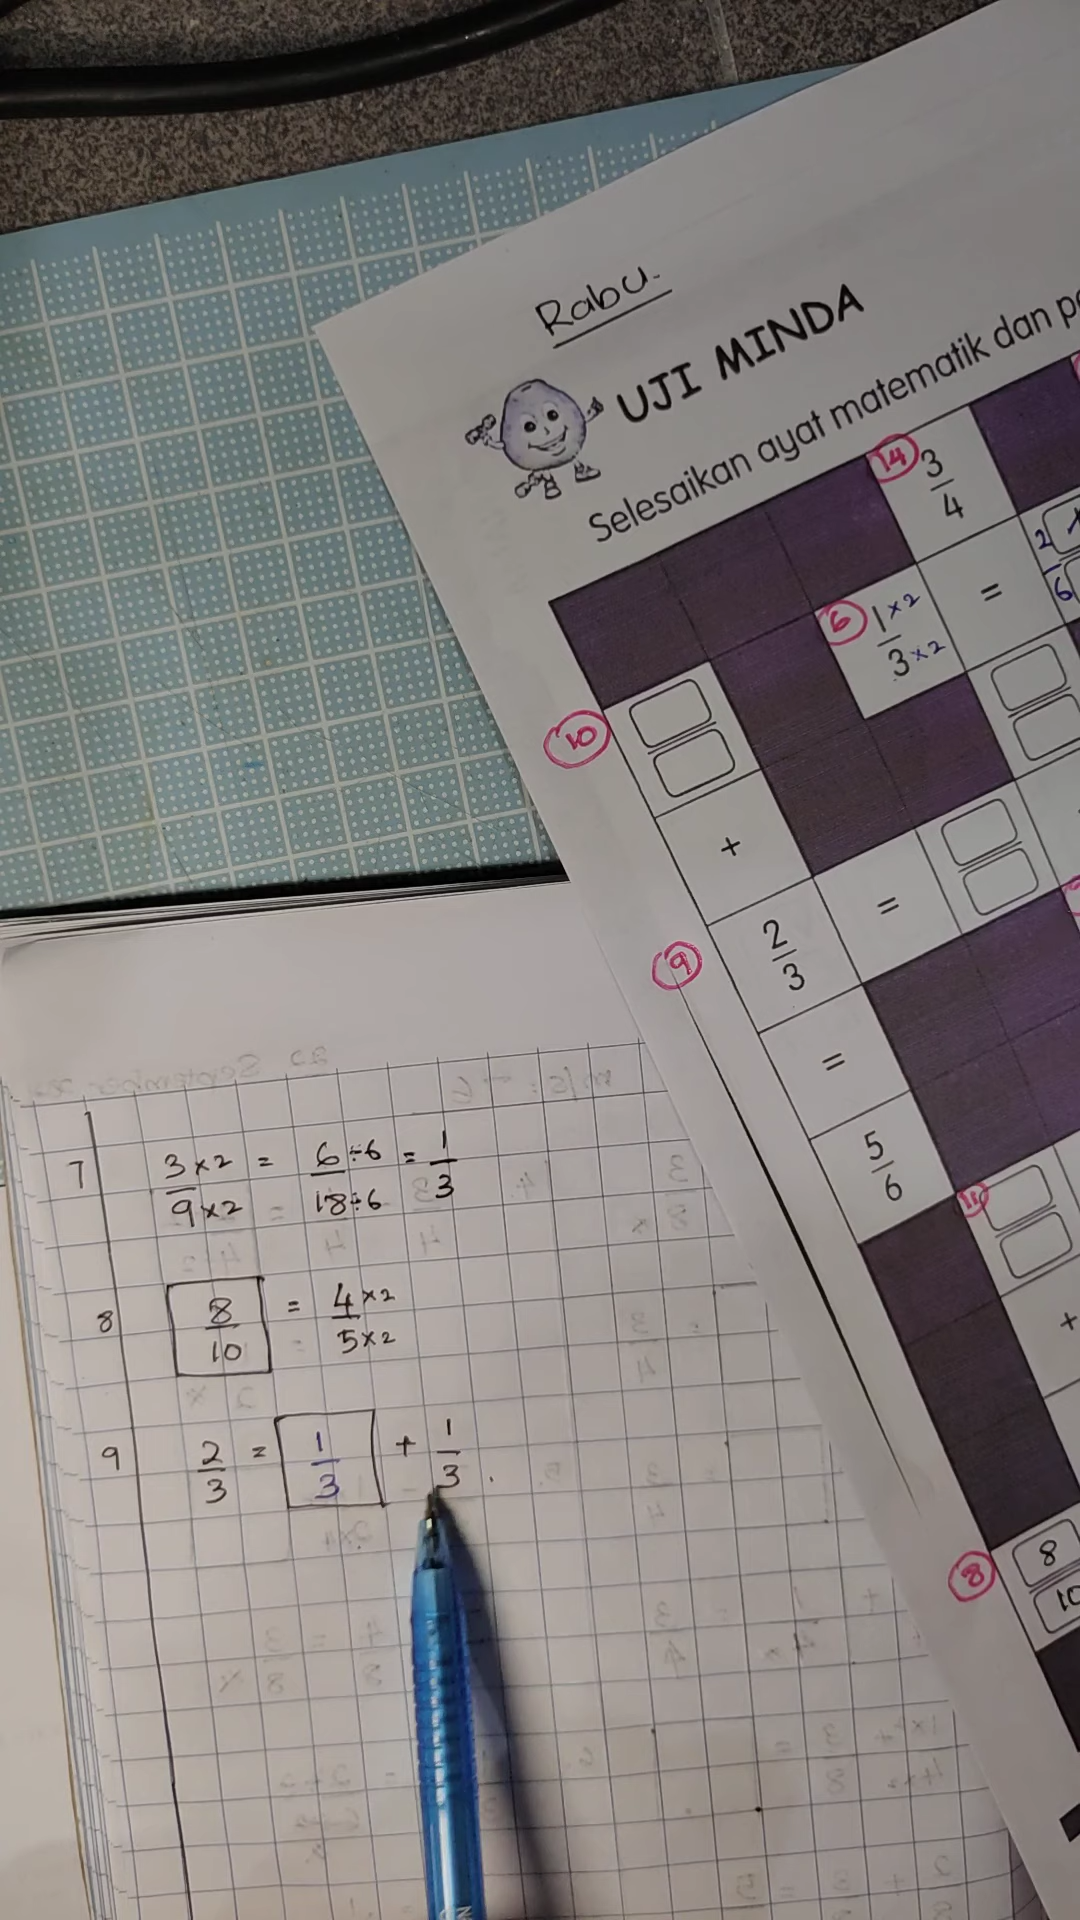 Rabu.
UJI MINDA
Selesaikan ayat matematik dan
14 3/4
6 1×2/3×2 = 2/6
10
+
9 2/3 =
=
5/6
11
+
8 8/10
7 3×2/9×2 = 6÷6/18÷6 = 1/3
8 8/10 = 4×2/5×2
9 2/3 = 1/3 + 1/3.